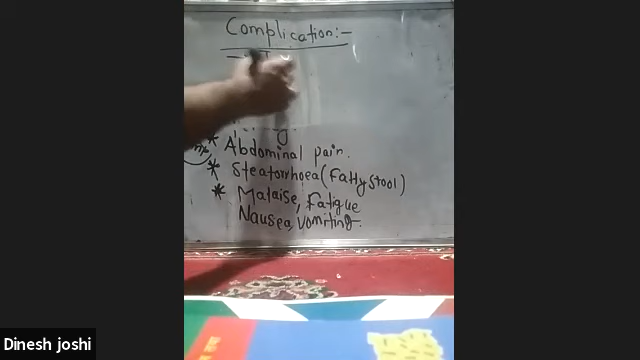 Complication:-
* Abdominal pain.
* Steatorrhoea (Fatty stool)
* Malaise, Fatigue
Nausea, Vomiting.
Dinesh joshi